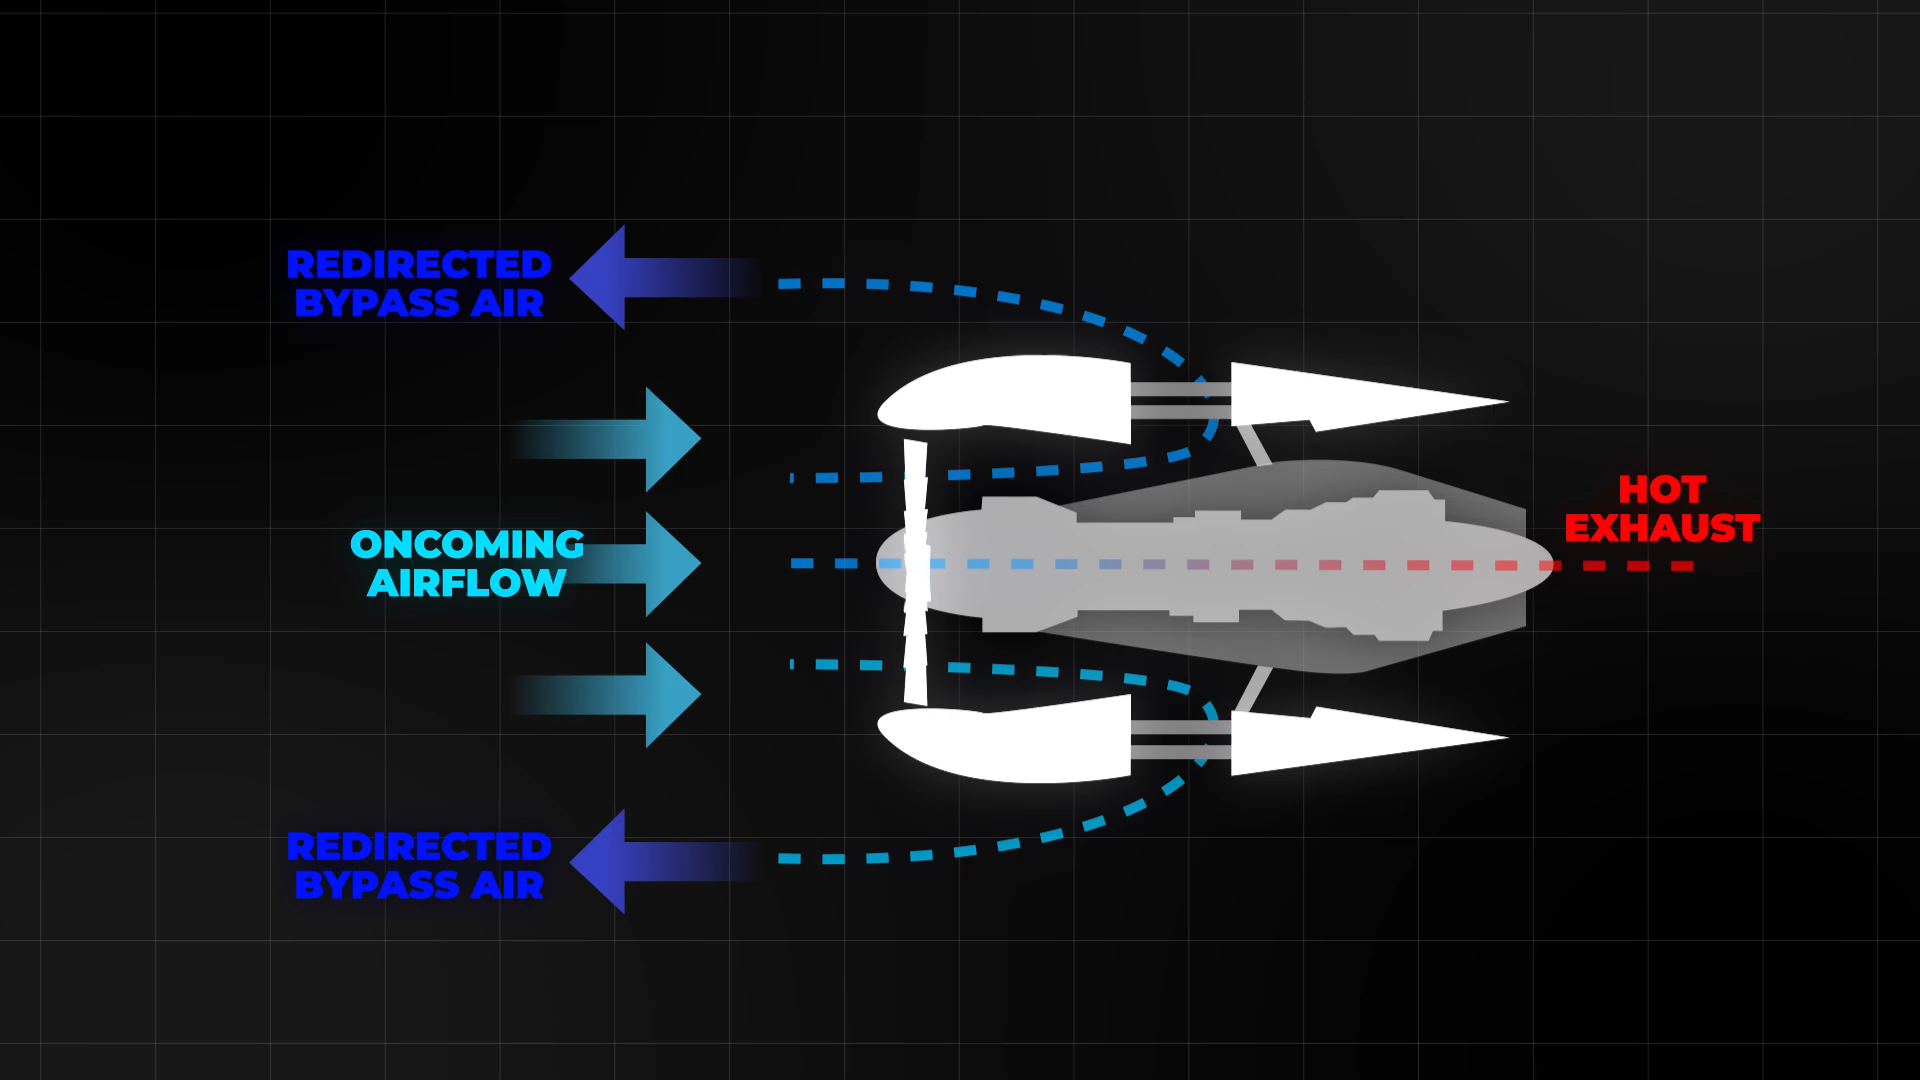 REDIRECTED
BYPASS AIR
HOT
EXHAUST
ONCOMING
AIRFLOW
REDIRECTED
BYPASS AIR